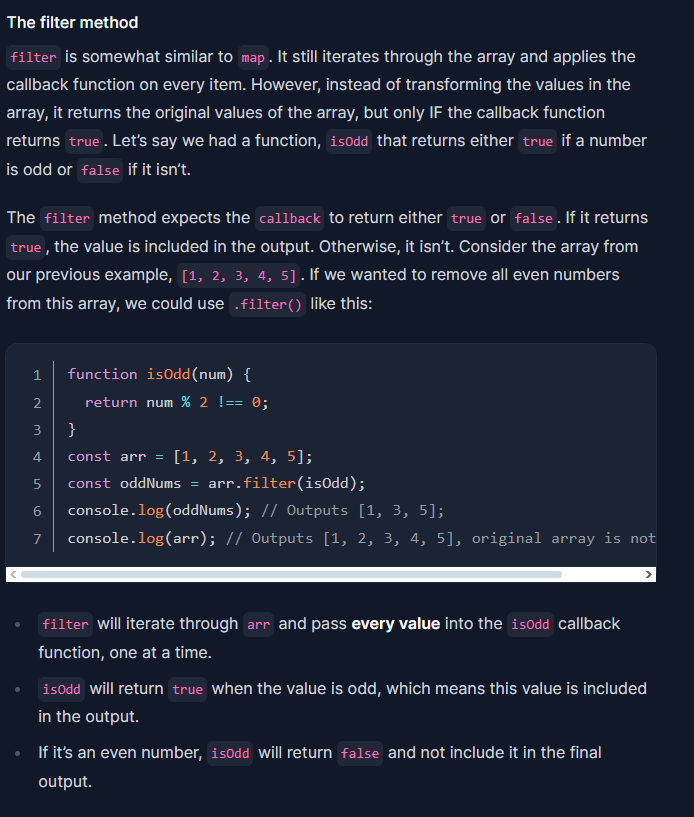 The filter method
filter is somewhat similar to map. It still iterates through the array and applies the
callback function on every item. However, instead of transforming the values in the
array, it returns the original values of the array, but only IF the callback function
returns true. Let’s say we had a function, isOdd that returns either true if a number
is odd or false if it isn’t.
The filter method expects the callback to return either true or false. If it returns
true, the value is included in the output. Otherwise, it isn’t. Consider the array from
our previous example, [1, 2, 3, 4, 5]. If we wanted to remove all even numbers
from this array, we could use .filter() like this:
1 function isOdd(num) {
2   return num % 2 !== 0;
3 }
4 const arr = [1, 2, 3, 4, 5];
5 const oddNums = arr.filter(isOdd);
6 console.log(oddNums); // Outputs [1, 3, 5];
7 console.log(arr); // Outputs [1, 2, 3, 4, 5], original array is not
filter will iterate through arr and pass every value into the isOdd callback
function, one at a time.
isOdd will return true when the value is odd, which means this value is included
in the output.
If it’s an even number, isOdd will return false and not include it in the final
output.